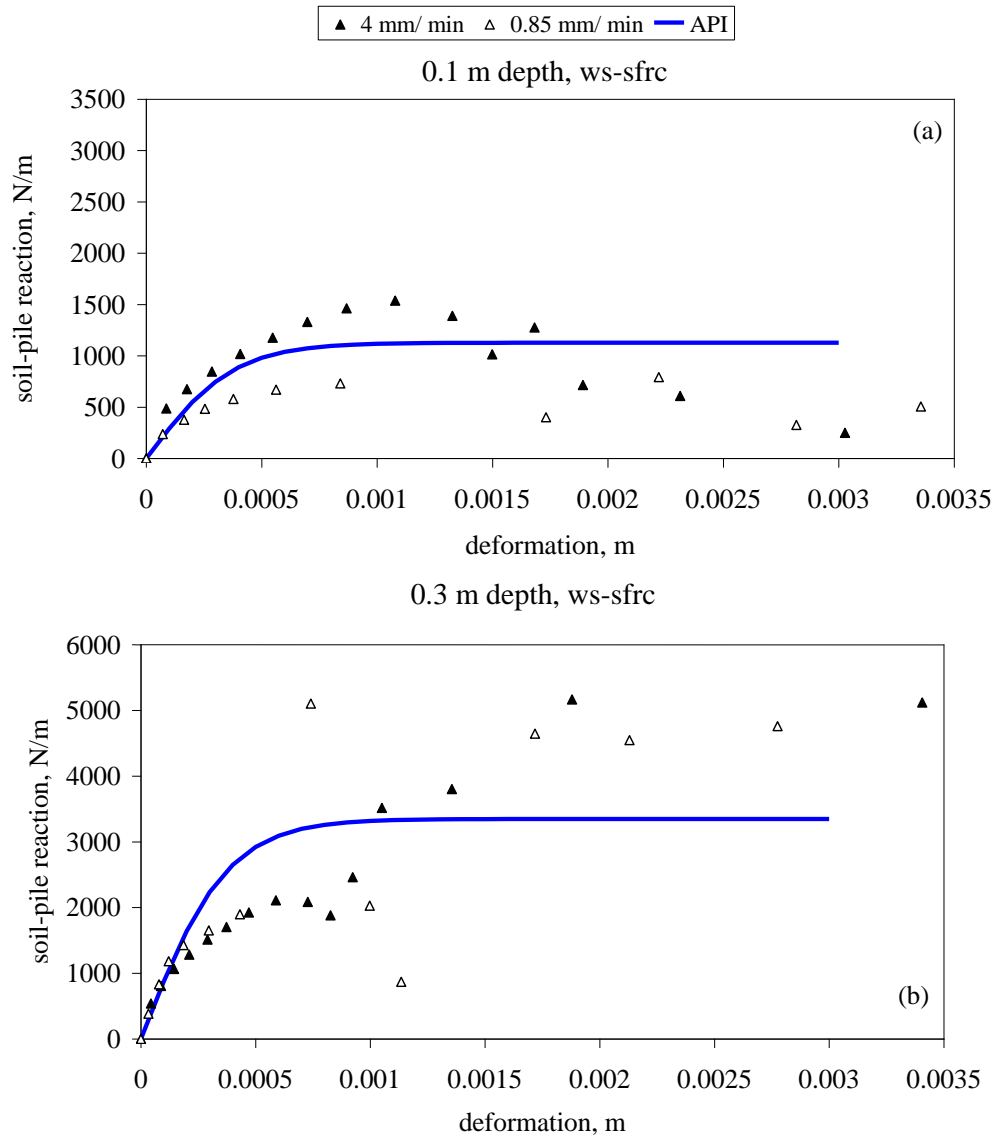 4 mm/ min 0.85 mm/ min API
0.1 m depth, ws-sfrc
3500
3000
2500
2000
1500
1000
500
0
soil-pile reaction, N/m
(a)
0 0.0005 0.001 0.0015 0.002 0.0025 0.003 0.0035
deformation, m
0.3 m depth, ws-sfrc
6000
5000
4000
3000
2000
1000
0
soil-pile reaction, N/m
(b)
0 0.0005 0.001 0.0015 0.002 0.0025 0.003 0.0035
deformation, m